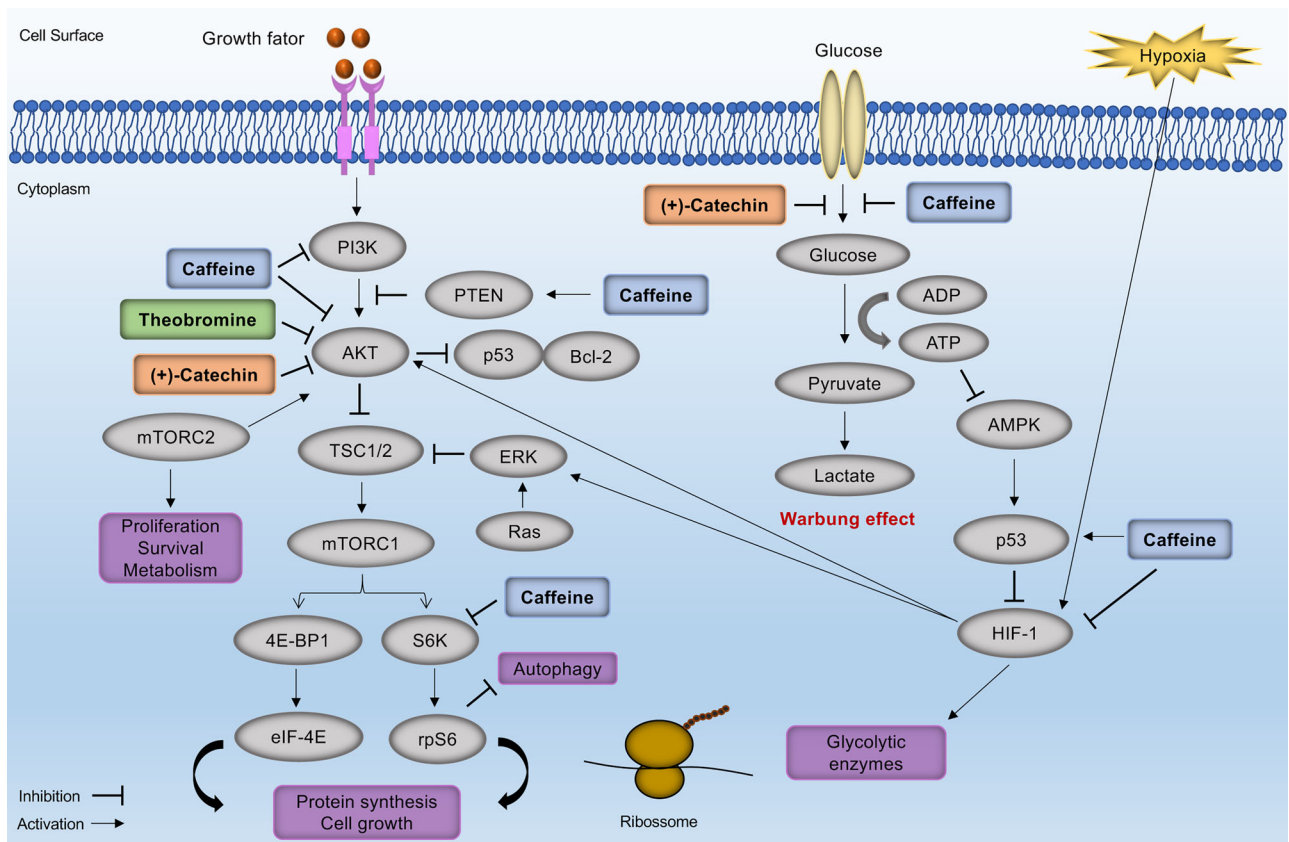 Cell Surface
Growth fator
Glucose
Hypoxia
Cytoplasm
(+)-Catechin
Caffeine
PI3K
Glucose
Caffeine
PTEN
Caffeine
ADP
Theobromine
ATP
AKT
p53
Bcl-2
(+)-Catechin
Pyruvate
mTORC2
TSC1/2
ERK
AMPK
Lactate
Warbung effect
Proliferation
Survival
Metabolism
Ras
mTORC1
p53
Caffeine
Caffeine
4E-BP1
S6K
HIF-1
Autophagy
eIF-4E
rpS6
Glycolytic
enzymes
Inhibition
Activation
Protein synthesis
Cell growth
Ribossome